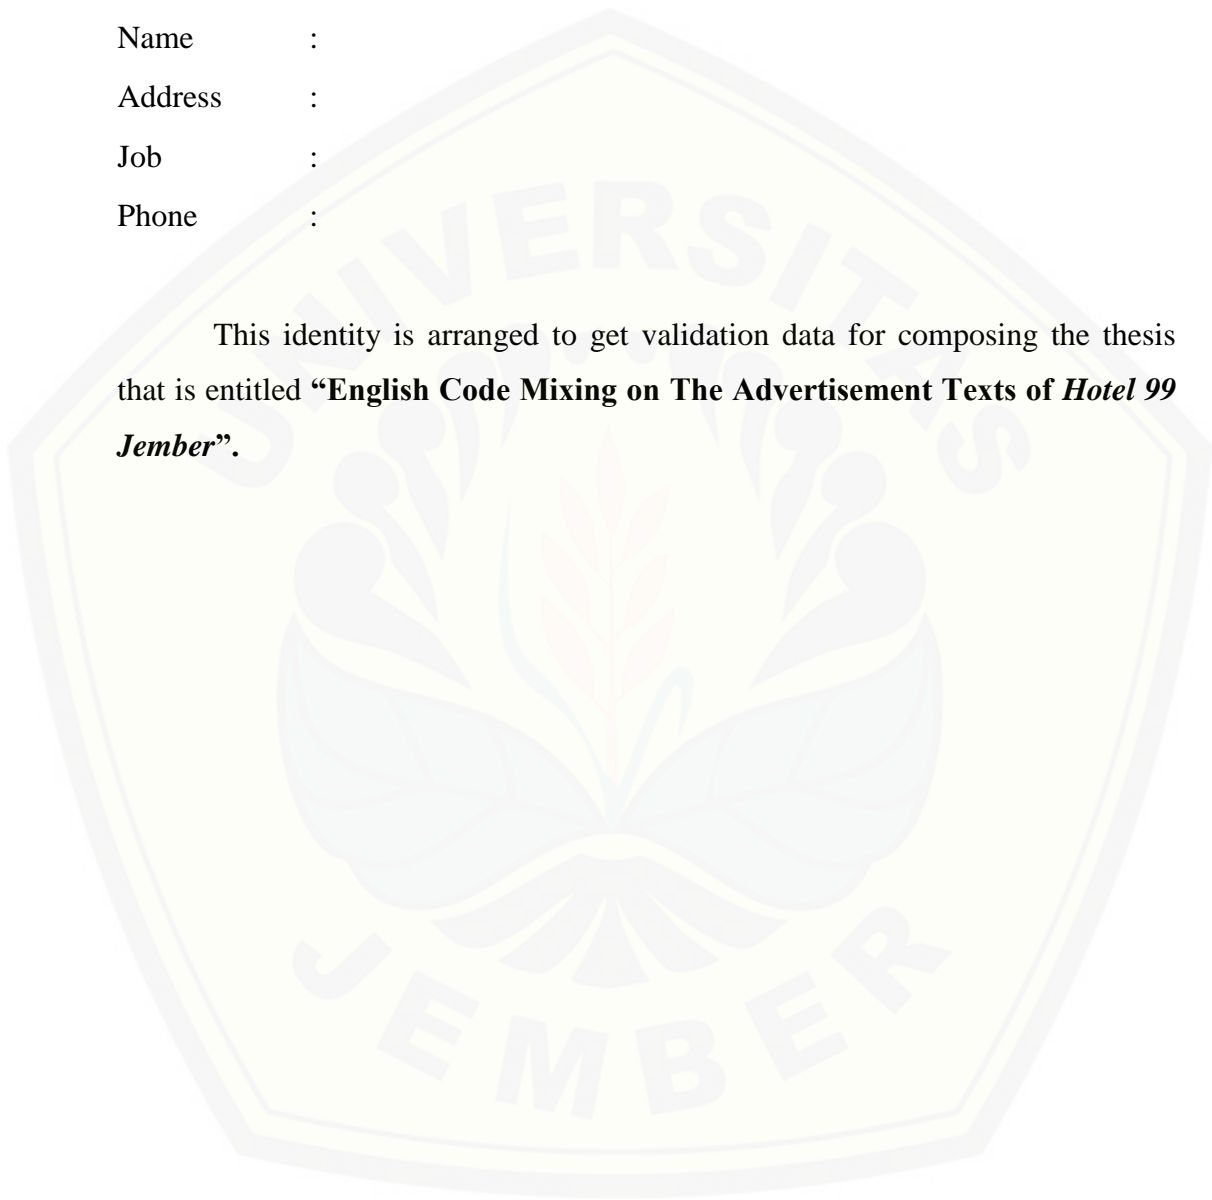 Name :
Address :
Job :
Phone :
This identity is arranged to get validation data for composing the thesis
that is entitled “English Code Mixing on The Advertisement Texts of Hotel 99
Jember”.
UNIVERSITAS
JEMBER